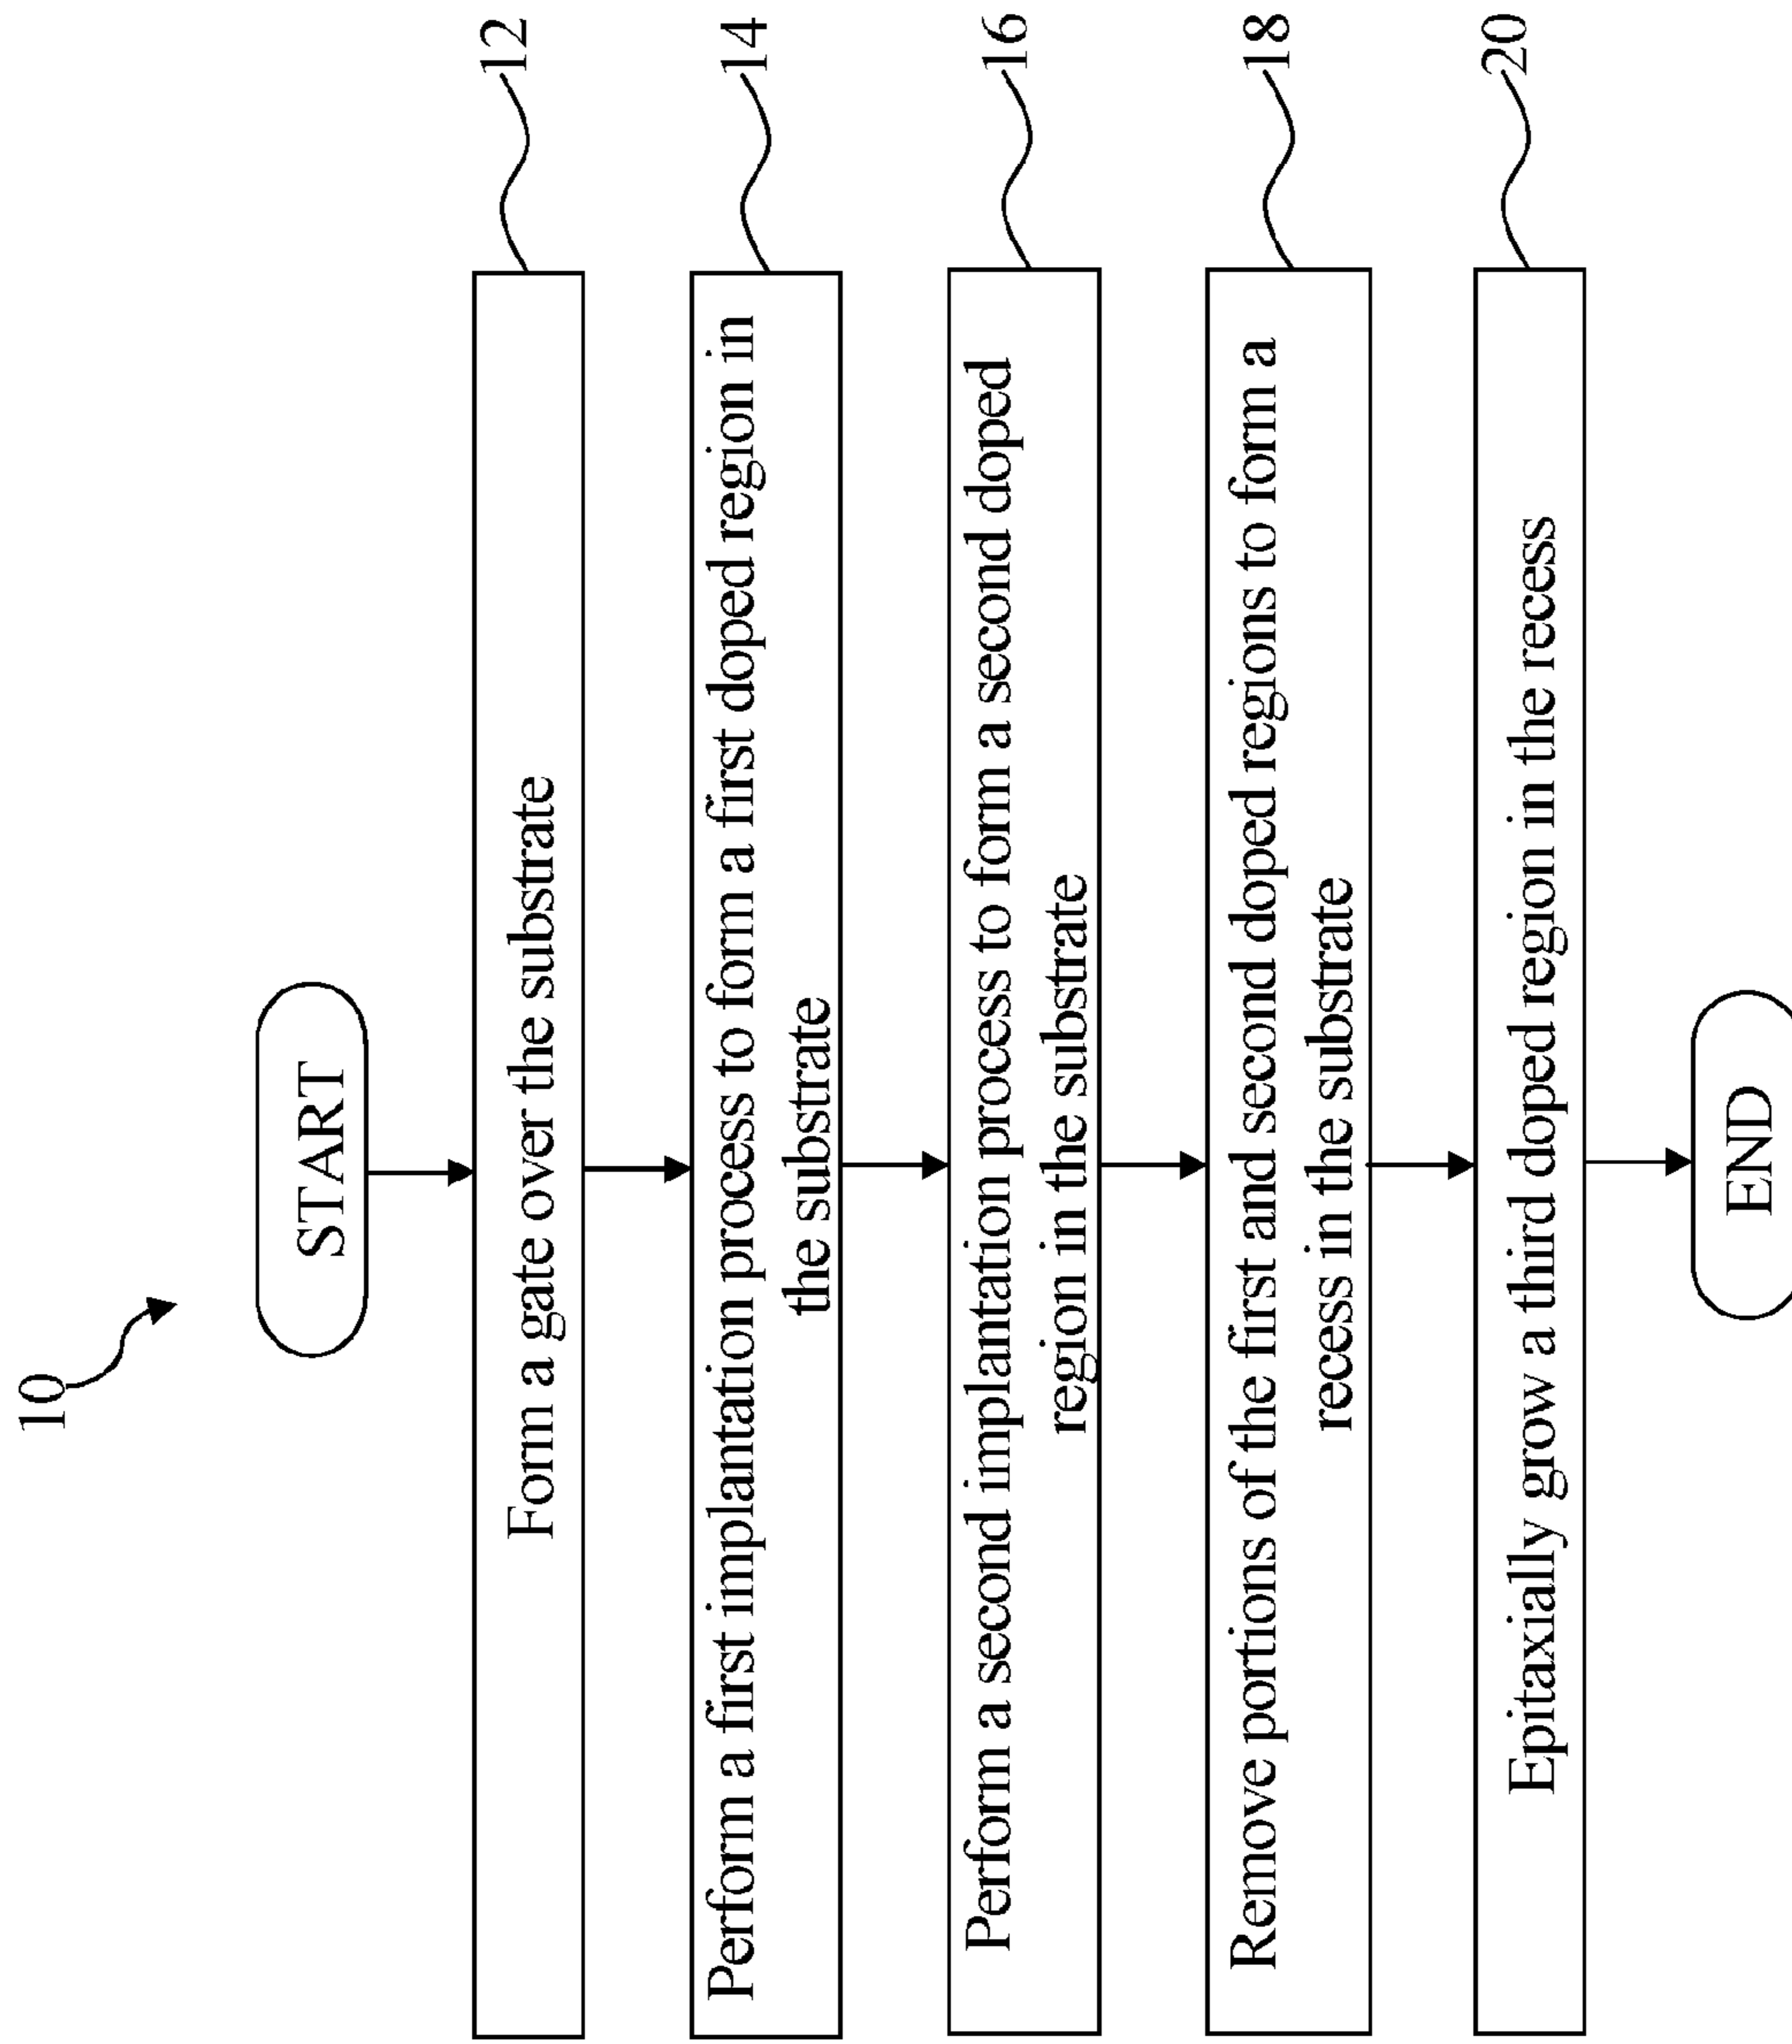 10
START
Form a gate over the substrate
12
Perform a first implantation process to form a first doped region in
the substrate
14
Perform a second implantation process to form a second doped
region in the substrate
16
Remove portions of the first and second doped regions to form a
recess in the substrate
18
Epitaxially grow a third doped region in the recess
20
END